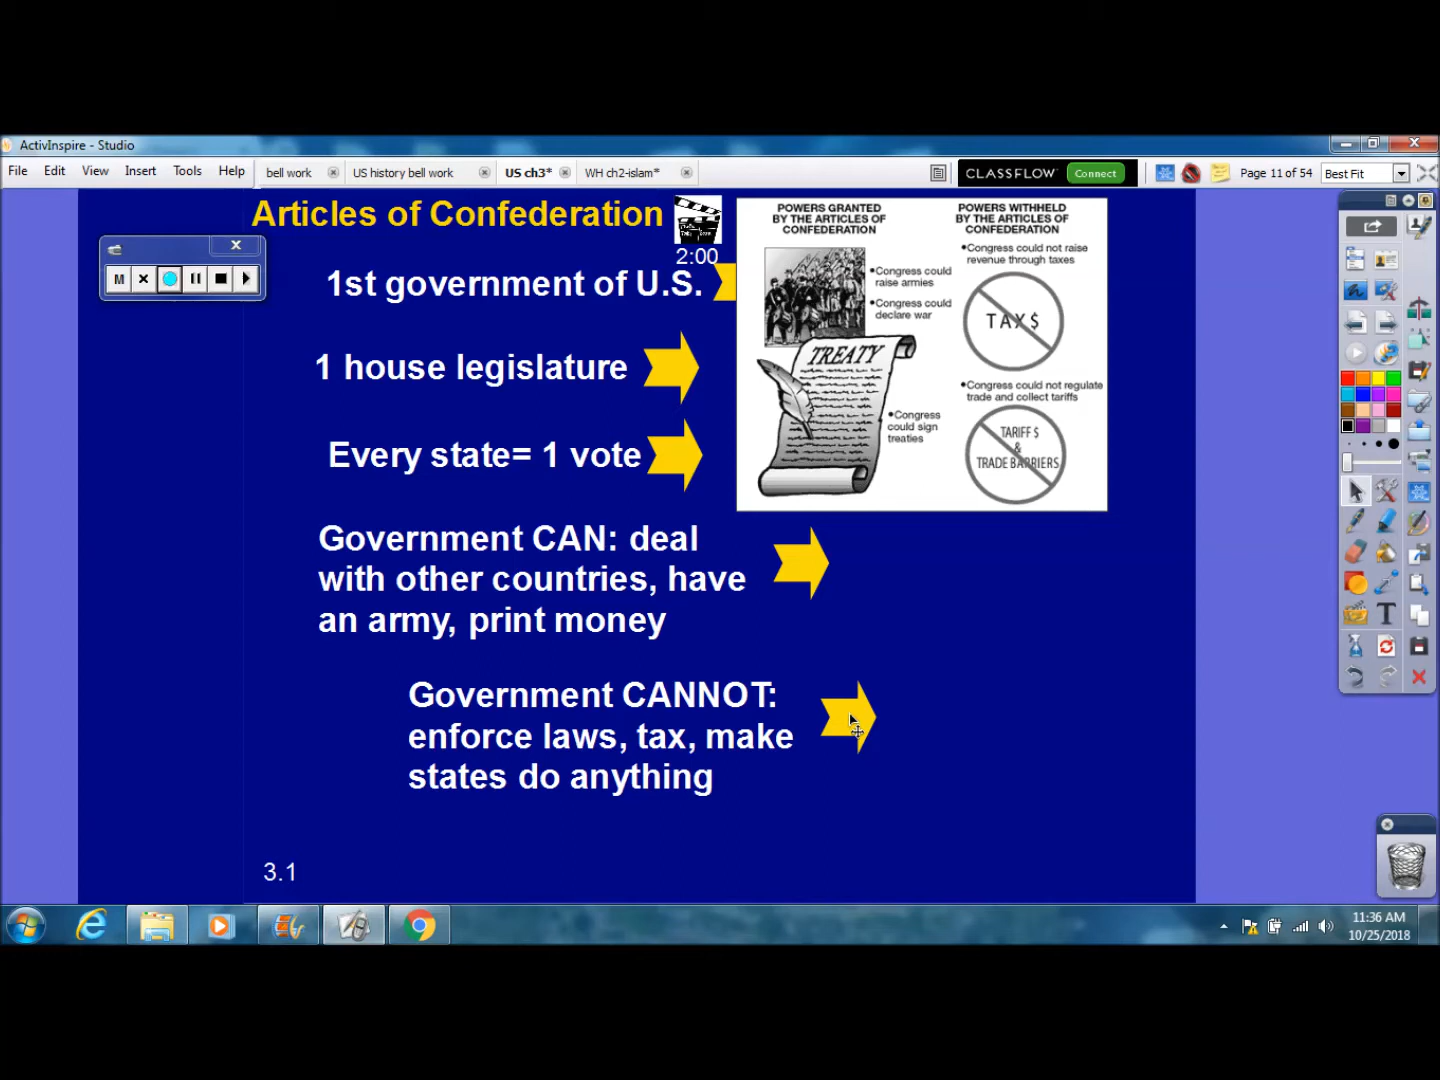 ActivInspire - Studio
File Edit View Insert Tools Help
bell work
US history bell work
US ch3*
WH ch2-islam*
CLASSFLOW
Connect
Page 11 of 54
Best Fit
Articles of Confederation
2:00
M
1st government of U.S.
1 house legislature
Every state= 1 vote
Government CAN: deal
with other countries, have
an army, print money
Government CANNOT:
enforce laws, tax, make
states do anything
3.1
POWERS GRANTED
BY THE ARTICLES OF
CONFEDERATION
•Congress could
raise armies
•Congress could
declare war
TREATY
•Congress
could sign
treaties
POWERS WITHHELD
BY THE ARTICLES OF
CONFEDERATION
•Congress could not raise
revenue through taxes
TAX $
•Congress could not regulate
trade and collect tariffs
TARIFF $
&
TRADE BARRIERS
11:36 AM
10/25/2018